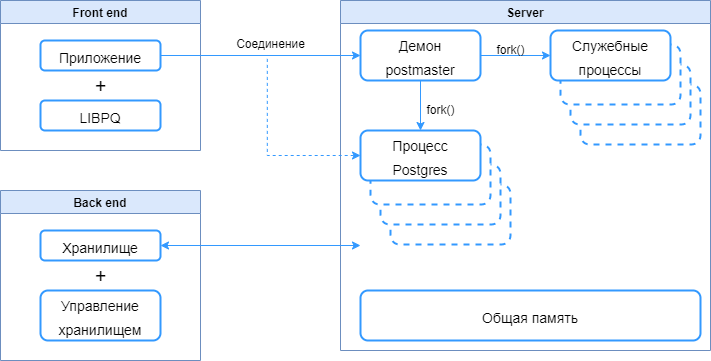 Front end
Приложение
+
LIBPQ
Соединение
Server
Демон
postmaster
fork()
Служебные
процессы
fork()
Процесс
Postgres
Back end
Хранилище
+
Управление
хранилищем
Общая память